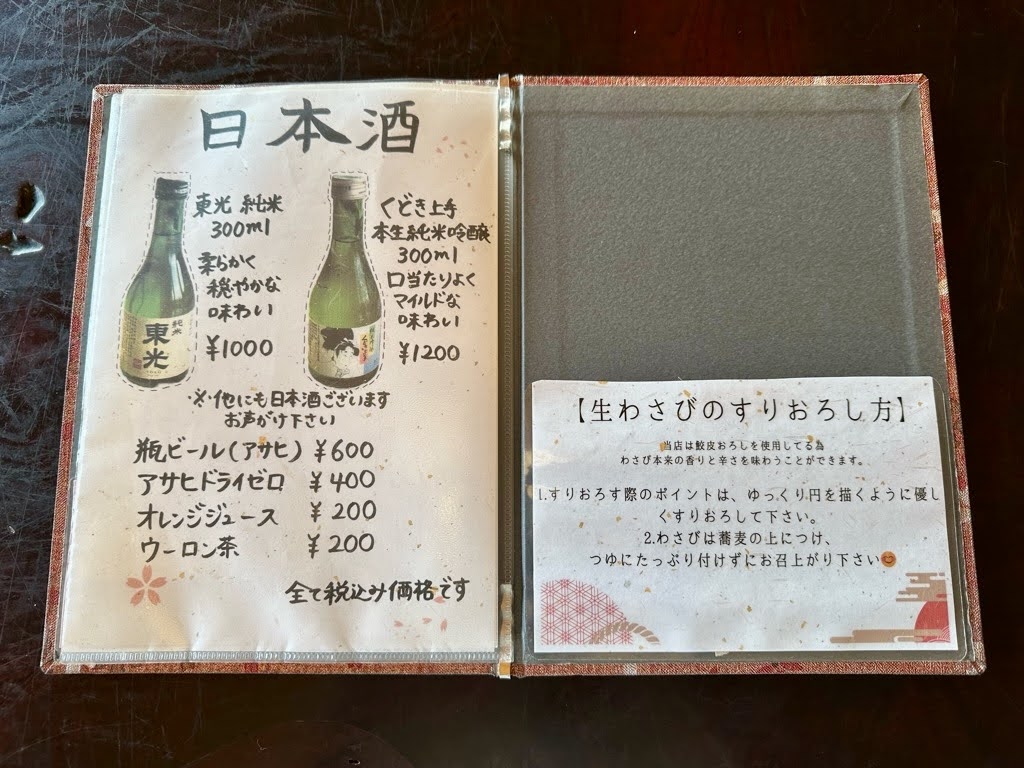 日本酒
東光 純米
300ml
柔らかく
穏やかな
味わい
¥1000
純米
東光
くどき上手
本生純米吟醸
300ml
口当たりよく
マイルドな
味わい
¥1200
※他にも日本酒ございます
お声がけ下さい
瓶ビール(アサヒ) ¥600
アサヒドライゼロ ¥400
オレンジジュース ¥200
ウーロン茶 ¥200
全て税込み価格です
【生わさびのすりおろし方】
当店は鮫皮おろしを使用してる為
わさび本来の香りと辛さを味わうことができます。
1.すりおろす際のポイントは、ゆっくり円を描くように優し
くすりおろして下さい。
2.わさびは蕎麦の上につけ、
つゆにたっぷり付けずにお召上がり下さい😊